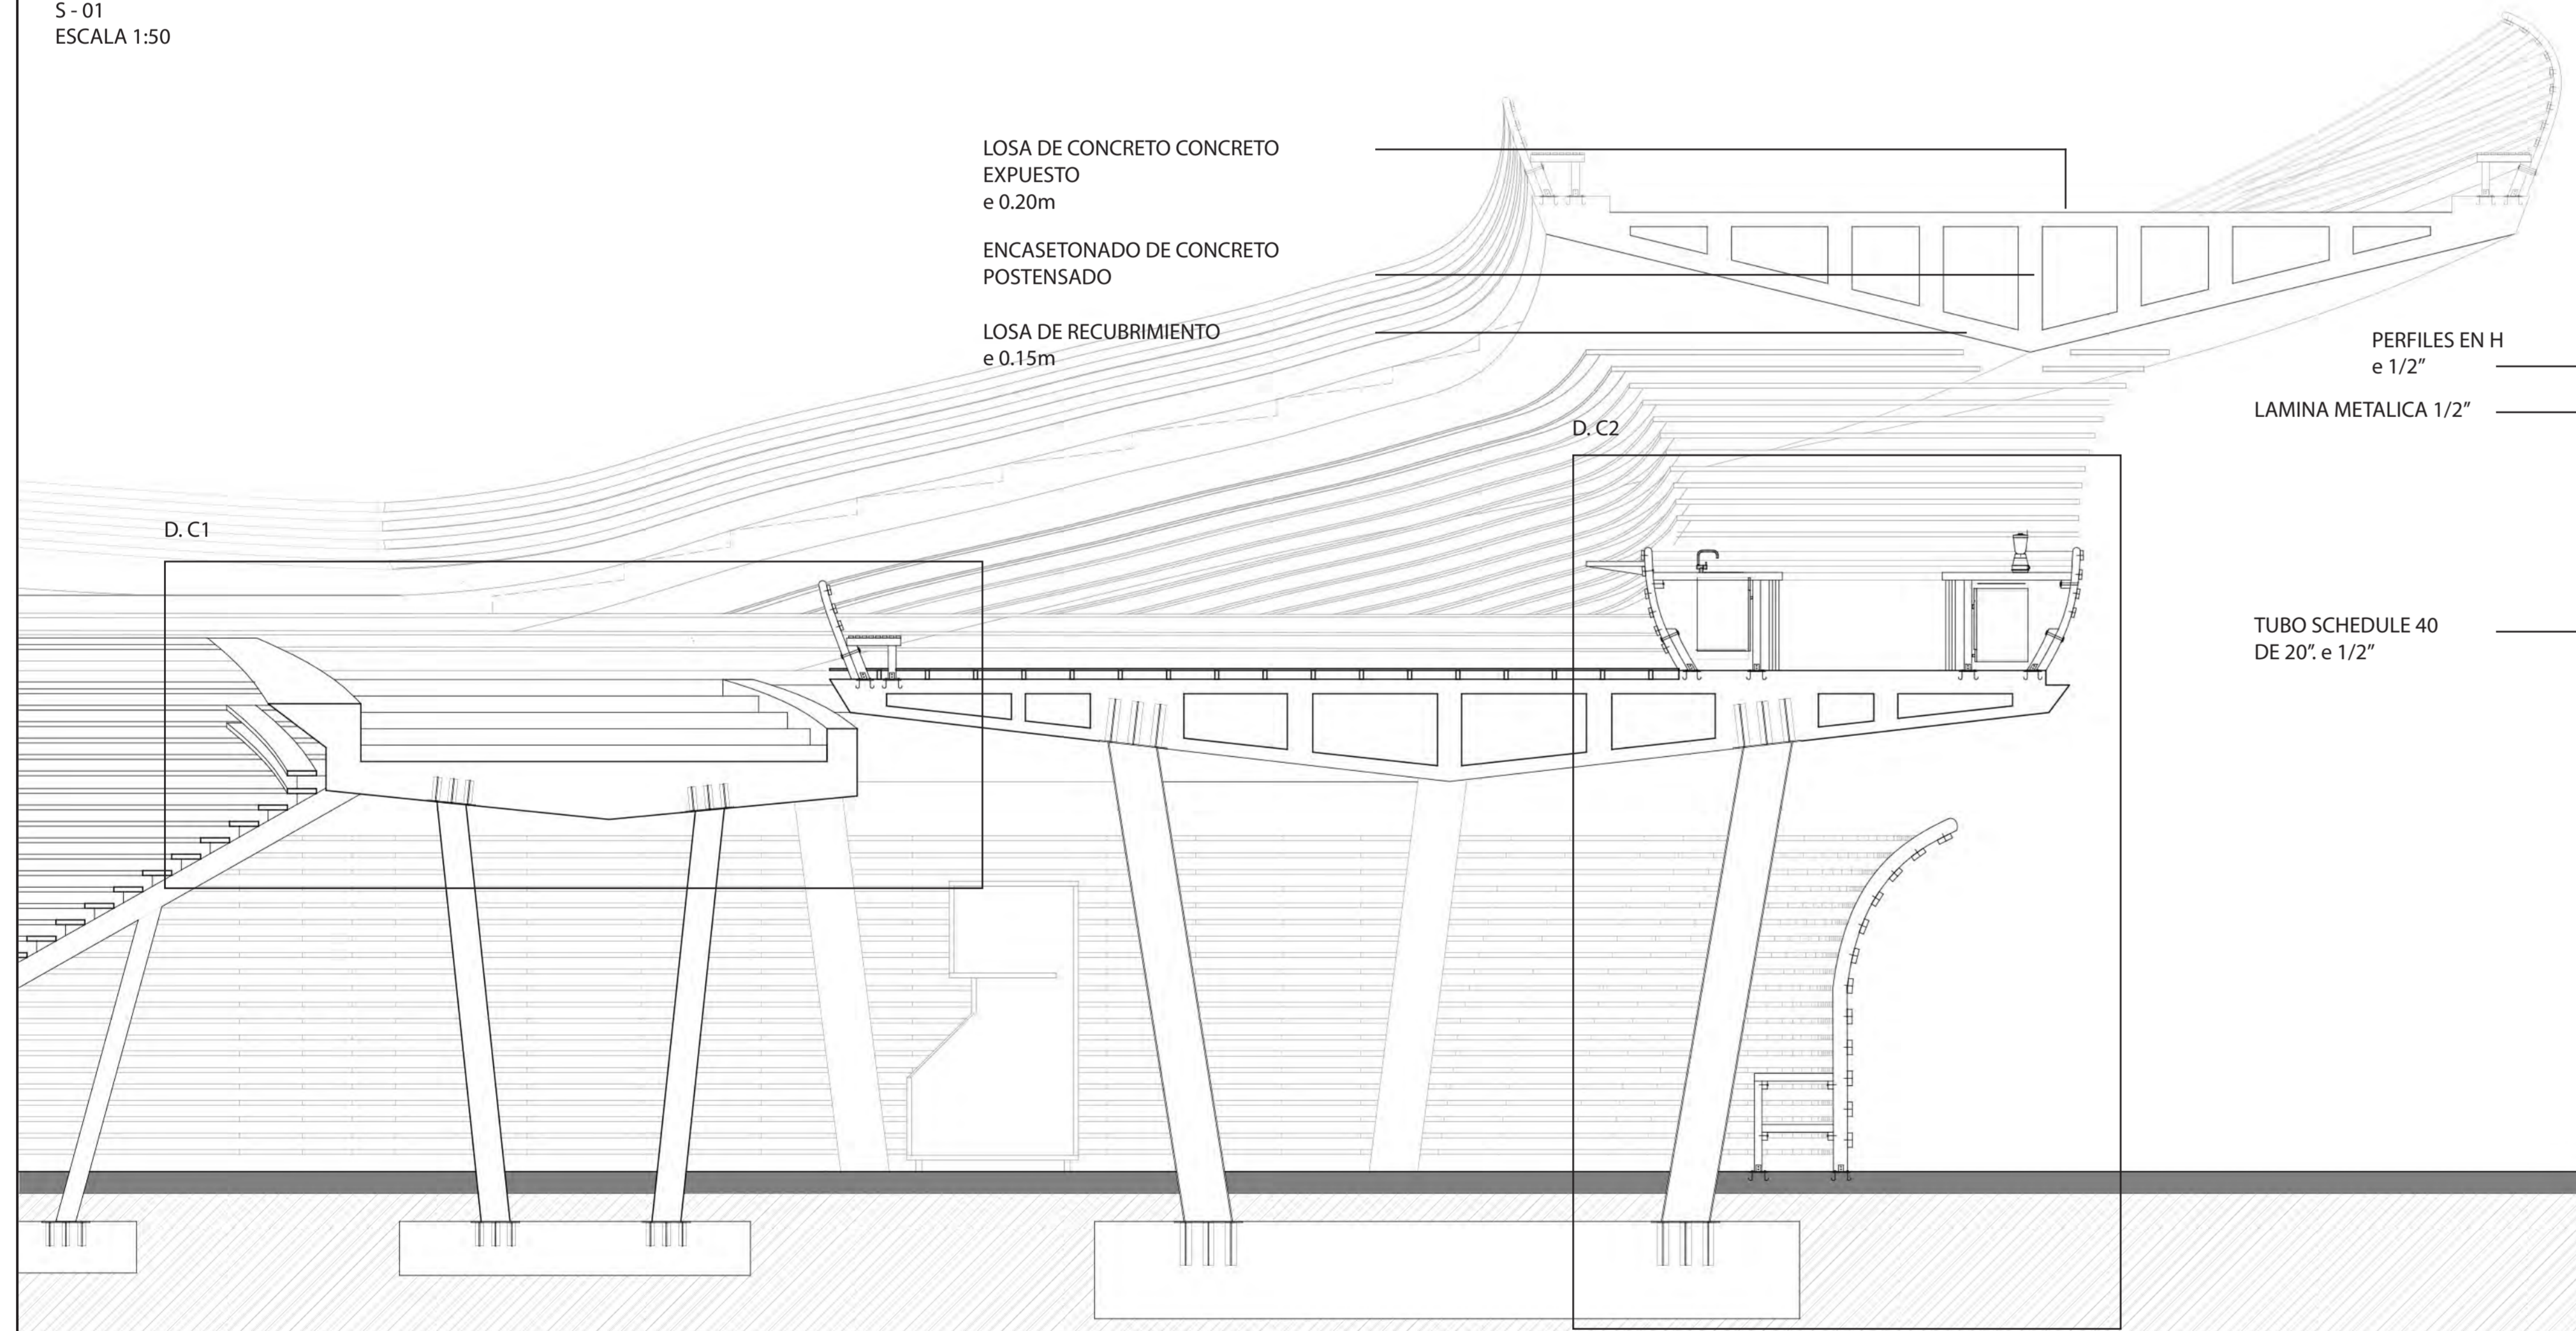 S - 01
ESCALA 1:50
LOSA DE CONCRETO CONCRETO
EXPUESTO
e 0.20m
ENCASETONADO DE CONCRETO
POSTENSADO
LOSA DE RECUBRIMIENTO
e 0.15m
PERFILES EN H
e 1/2”
LAMINA METALICA 1/2”
D. C2
D. C1
TUBO SCHEDULE 40
DE 20”. e 1/2”